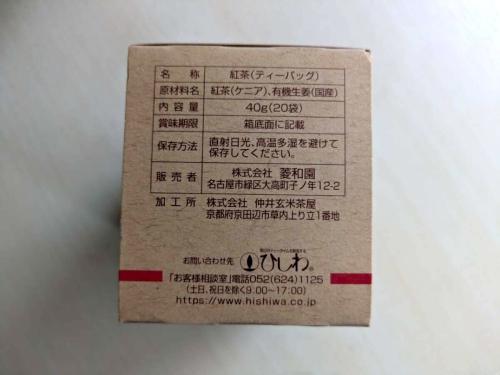 名称 紅茶(ティーバッグ)
原材料名 紅茶(ケニア)、有機生姜(国産)
内容量 40g(20袋)
賞味期限 箱底面に記載
保存方法 直射日光、高温多湿を避けて
保存してください。
販売者 株式会社 菱和園
名古屋市緑区大高町子ノ年12-2
加工所 株式会社 仲井玄米茶屋
京都府京田辺市草内上り立1番地
お問い合わせ先 ひしわ®
「お客様相談室」電話052(624)1125
(土日、祝日を除く9:00〜17:00)
https://www.hishiwa.co.jp